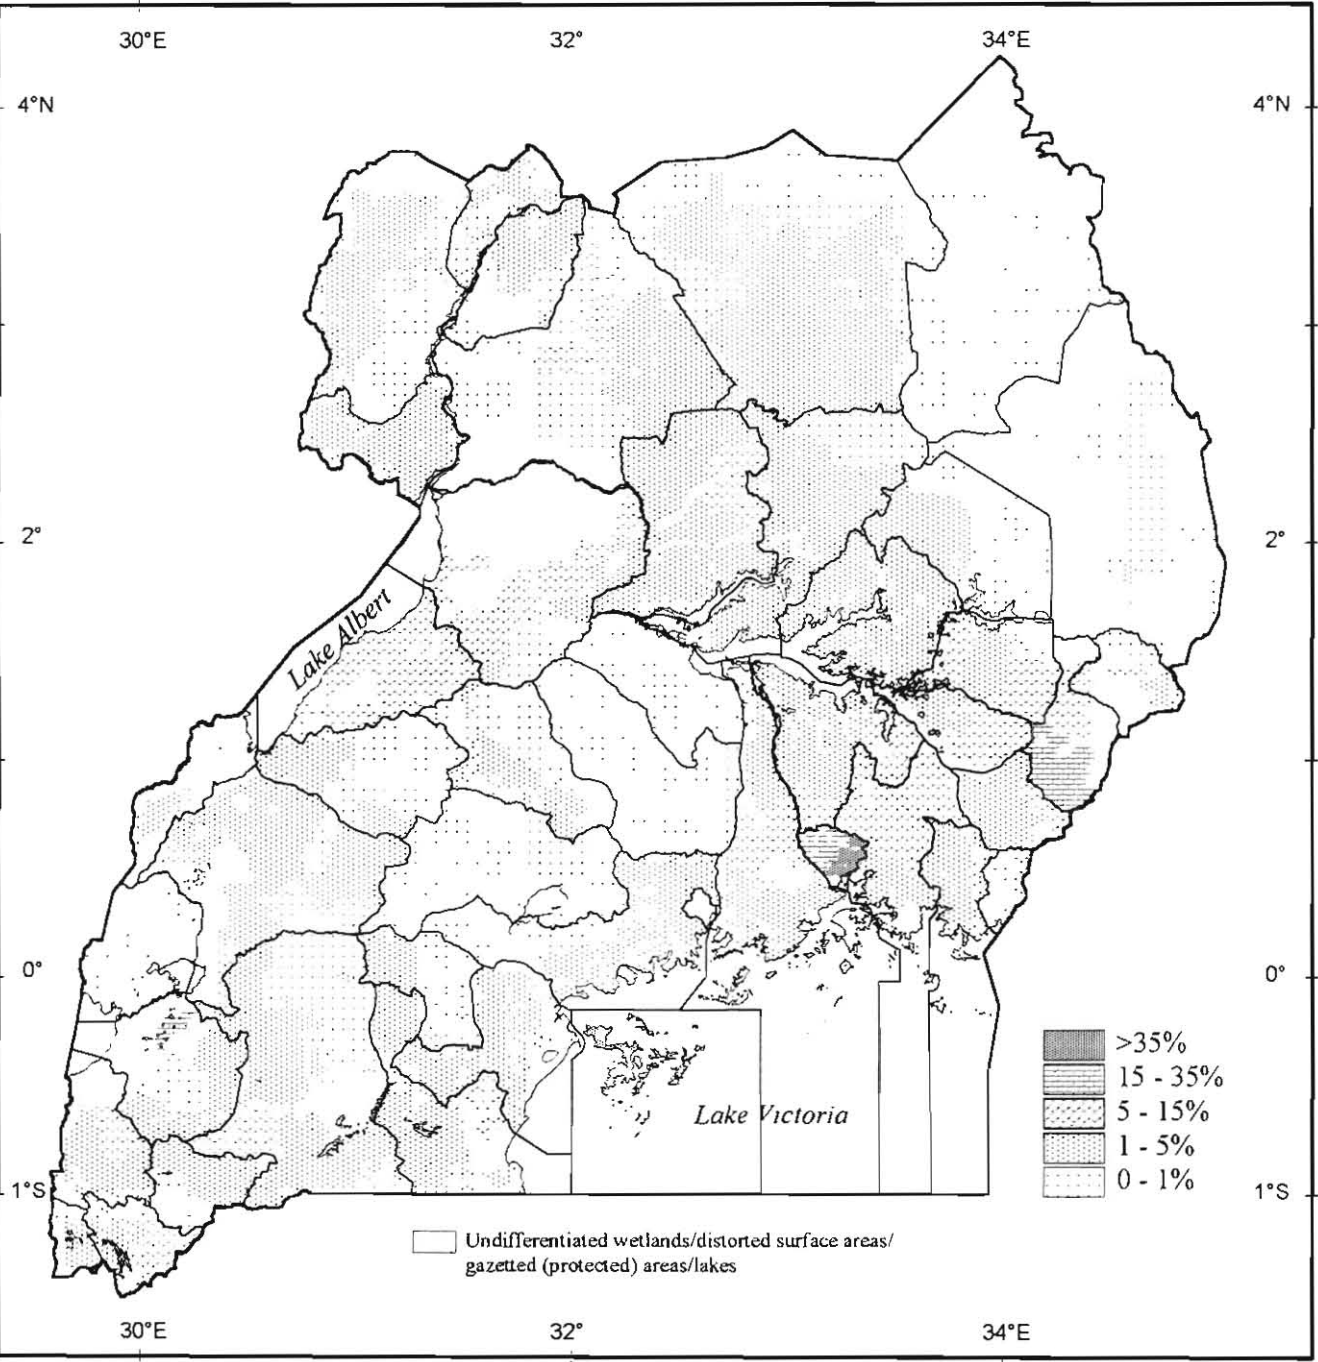 30°E 32° 34°E
4°N 4°N
2° 2°
Lake Albert
0° 0°
>35%
15 - 35%
Lake Victoria 5 - 15%
1 - 5%
0 - 1%
1°S 1°S
Undifferentiated wetlands/distorted surface areas/
gazetted (protected) areas/lakes
30°E 32° 34°E